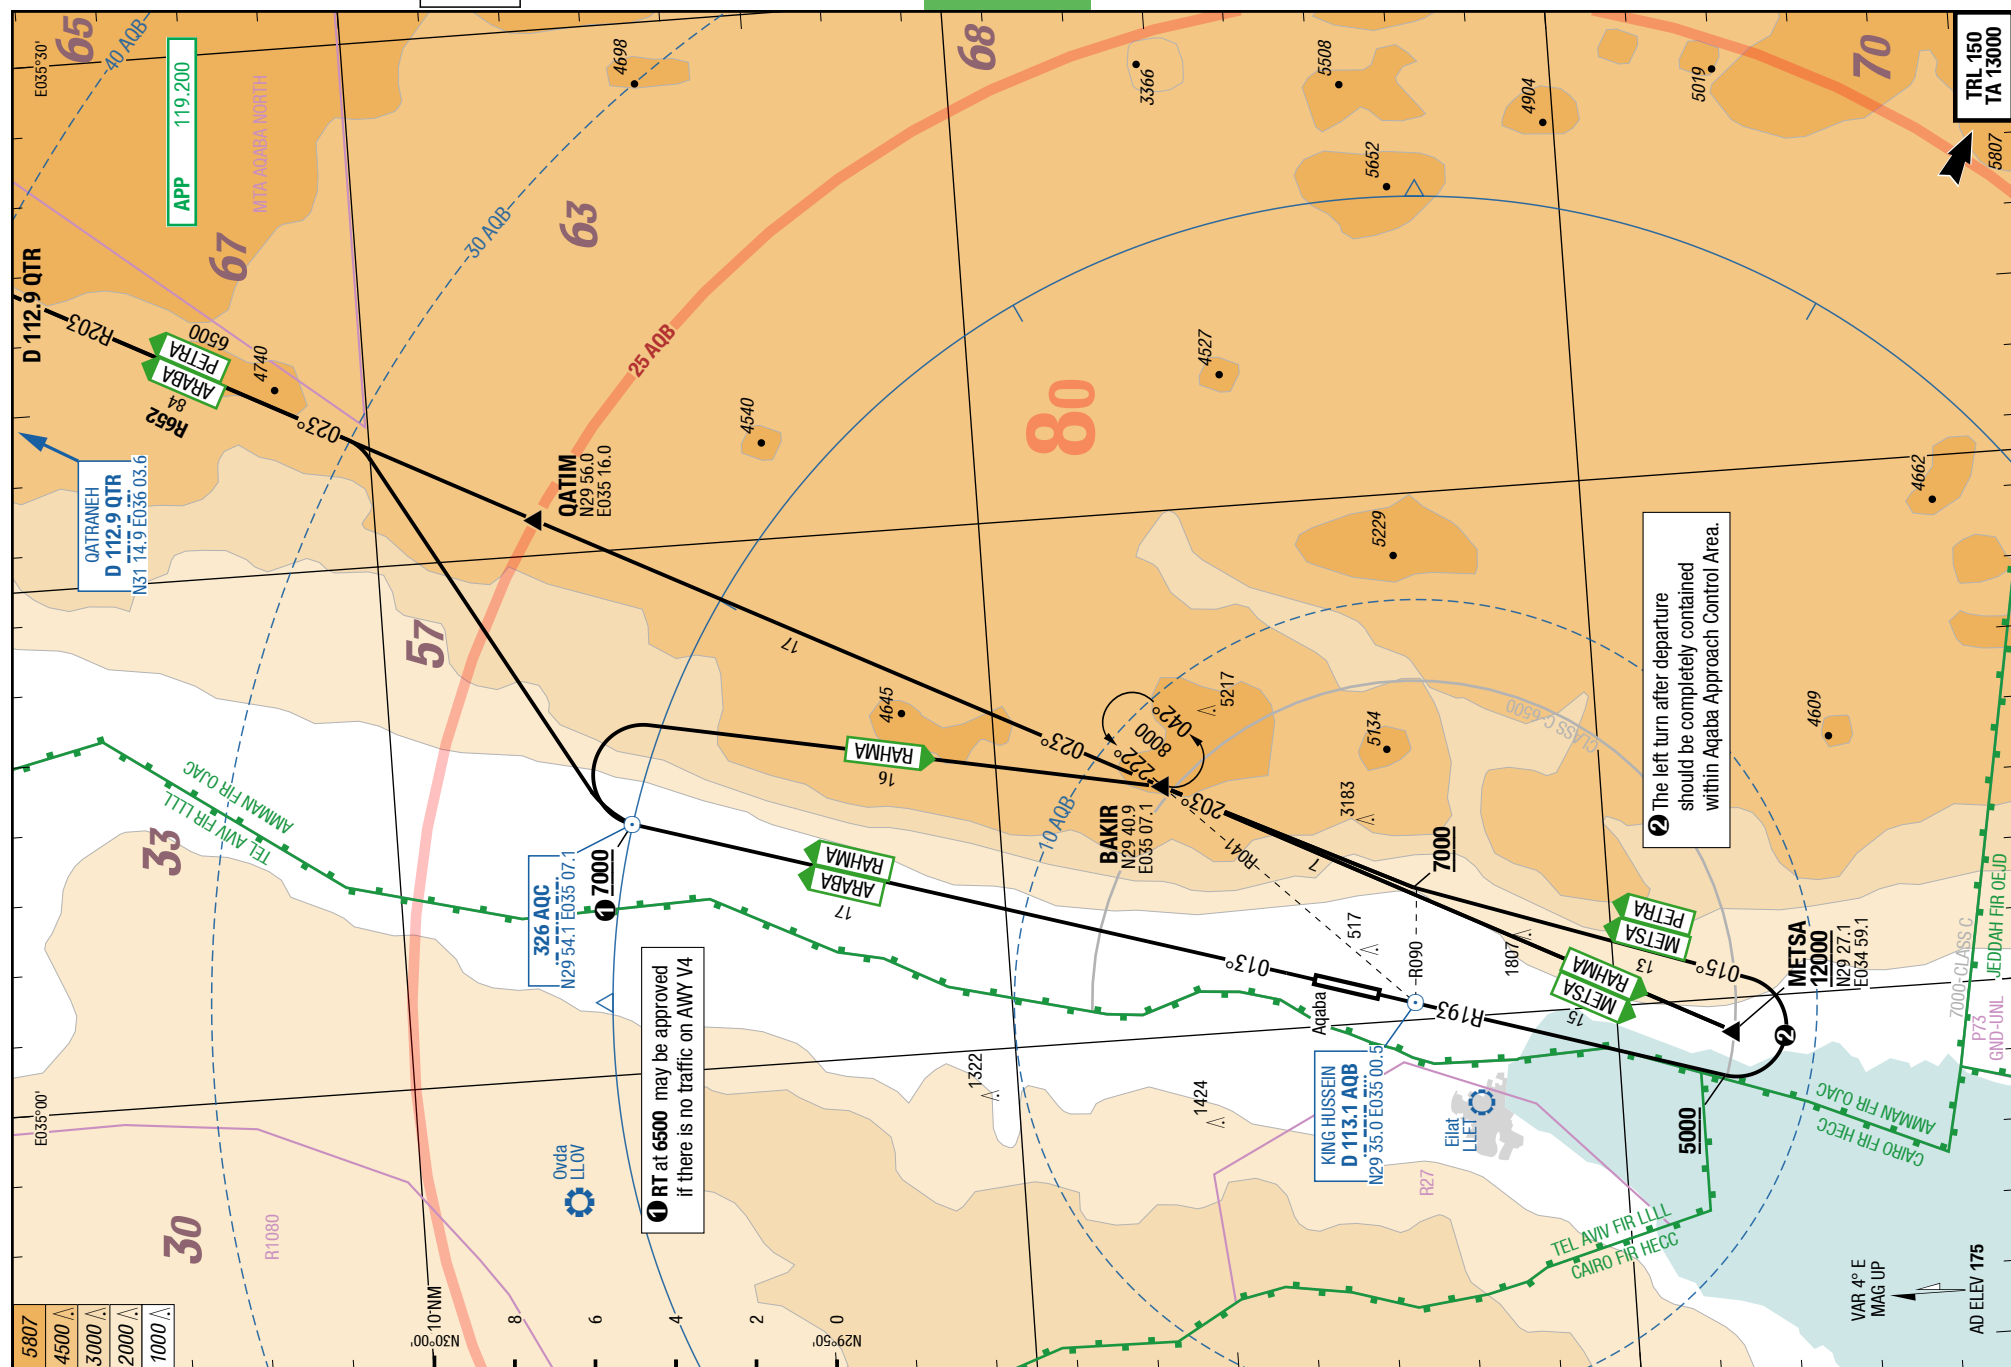 E035°30'
65
40 AQB
APP 119.200
MTA AQABA NORTH
4698
68
3366
5508
4904
5019
70
TRL 150
TA 13000
5807
5652
67
63
30 AQB
D 112.9 QTR
R203
ARABA
PETRA
6500
84
R652
4740
023°
25 AQB
4540
4527
80
QATRANEH
D 112.9 QTR
N31 14.9 E036 03.6
QATIM
N29 56.0
E035 16.0
4662
5229
57
17
4645
RAHMA
16
023°
222°
8000
042°
5217
BAKIR
N29 40.9
E035 07.1
203°
10 AQB
R041
7
5134
3183
7000
CLASS C 6500
4609
❷ The left turn after departure
should be completely contained
within Aqaba Approach Control Area.
AMMAN FIR OJAC
TEL AVIV FIR LLLL
33
326 AQC
N29 54.1 E035 07.1
❶ 7000
ARABA
RAHMA
17
❶ RT at 6500 may be approved
if there is no traffic on AWY V4
013°
Aqaba
517
R090
1807
R193
METSA
PETRA
13
METSA
RAHMA
15
015°
METSA
12000
N29 27.1
E034 59.1
❷
7000-CLASS C
JEDDAH FIR OEJD
P73
GND-UNL
E035°00'
1322
1424
Ovda
LLOV
KING HUSSEIN
D 113.1 AQB
N29 35.0 E035 00.5
Eilat
LLET
R27
5000
AMMAN FIR OJAC
CAIRO FIR HECC
TEL AVIV FIR LLLL
CAIRO FIR HECC
30
R1080
5807
4500
3000
2000
1000
N30°00'
10 NM
8
6
4
2
0
N29°50'
VAR 4° E
MAG UP
AD ELEV 175